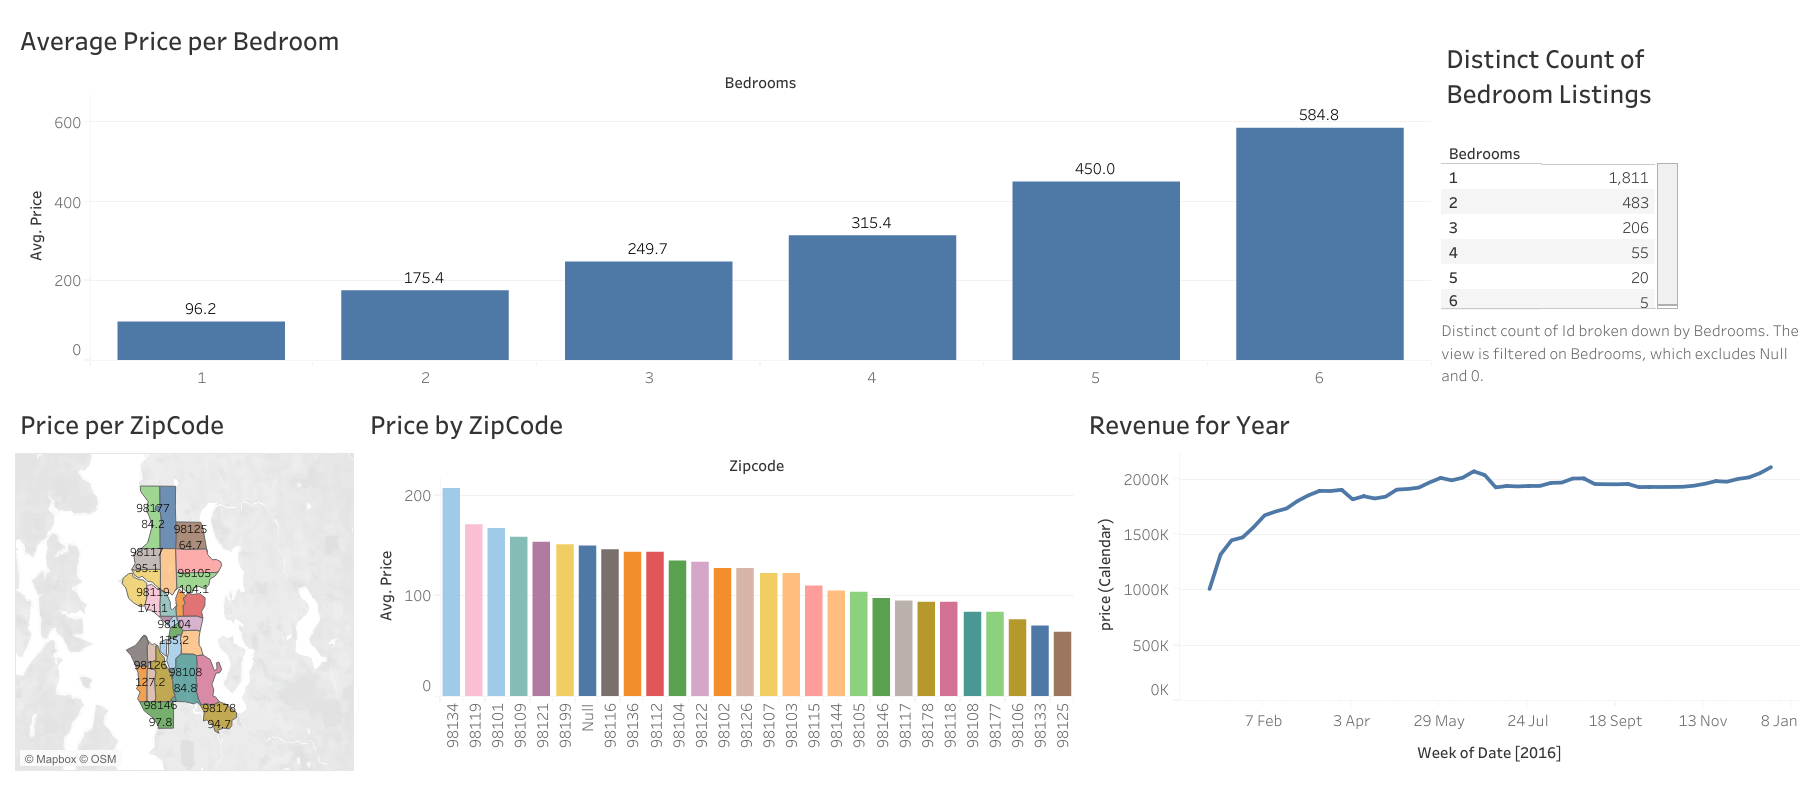 Average Price per Bedroom
Bedrooms
Avg. Price
600
400
200
0
96.2
175.4
249.7
315.4
450.0
584.8
1
2
3
4
5
6
Distinct Count of
Bedroom Listings
Bedrooms
1 1,811
2 483
3 206
4 55
5 20
6 5
Distinct count of Id broken down by Bedrooms. The
view is filtered on Bedrooms, which excludes Null
and 0.
Price per ZipCode
98177
84.2
98125
64.7
98117
95.1
98105
104.1
98119
171.1
98104
135.2
98126
127.2
98108
84.8
98146
97.8
98178
94.7
© Mapbox © OSM
Price by ZipCode
Zipcode
Avg. Price
200
100
0
98134
98119
98101
98109
98121
98199
Null
98116
98136
98112
98104
98122
98102
98126
98107
98103
98115
98144
98105
98146
98117
98178
98118
98108
98177
98106
98133
98125
Revenue for Year
price (Calendar)
2000K
1500K
1000K
500K
0K
7 Feb
3 Apr
29 May
24 Jul
18 Sept
13 Nov
8 Jan
Week of Date [2016]